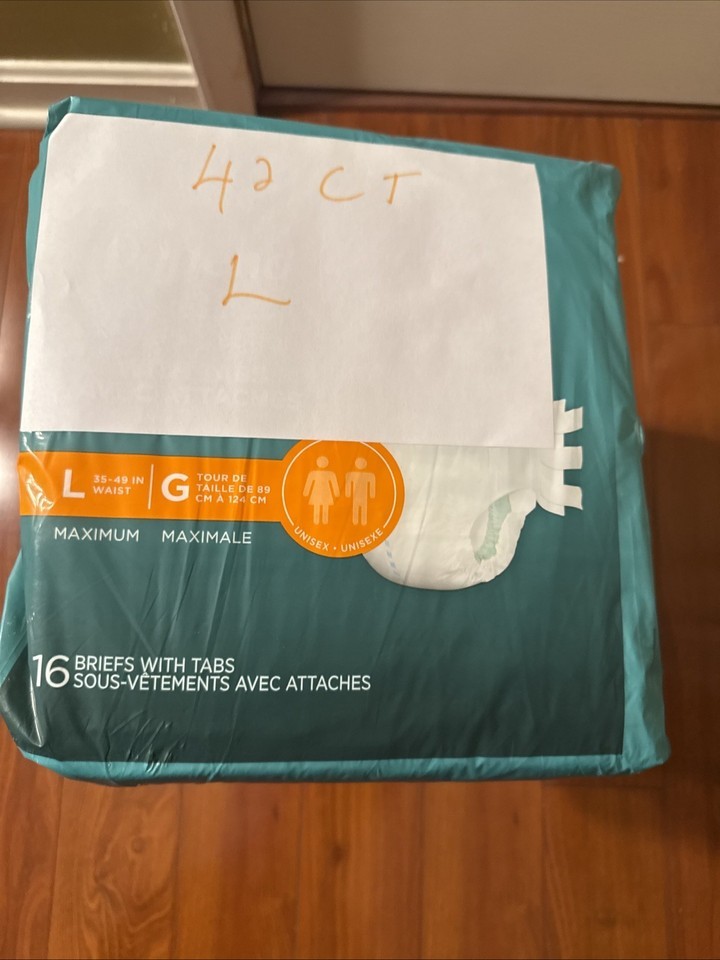 42 CT
L
L 35-49 IN WAIST | G TOUR DE TAILLE DE 89 CM À 124 CM
UNISEX • UNISEXE
MAXIMUM MAXIMALE
16 BRIEFS WITH TABS
SOUS-VÊTEMENTS AVEC ATTACHES